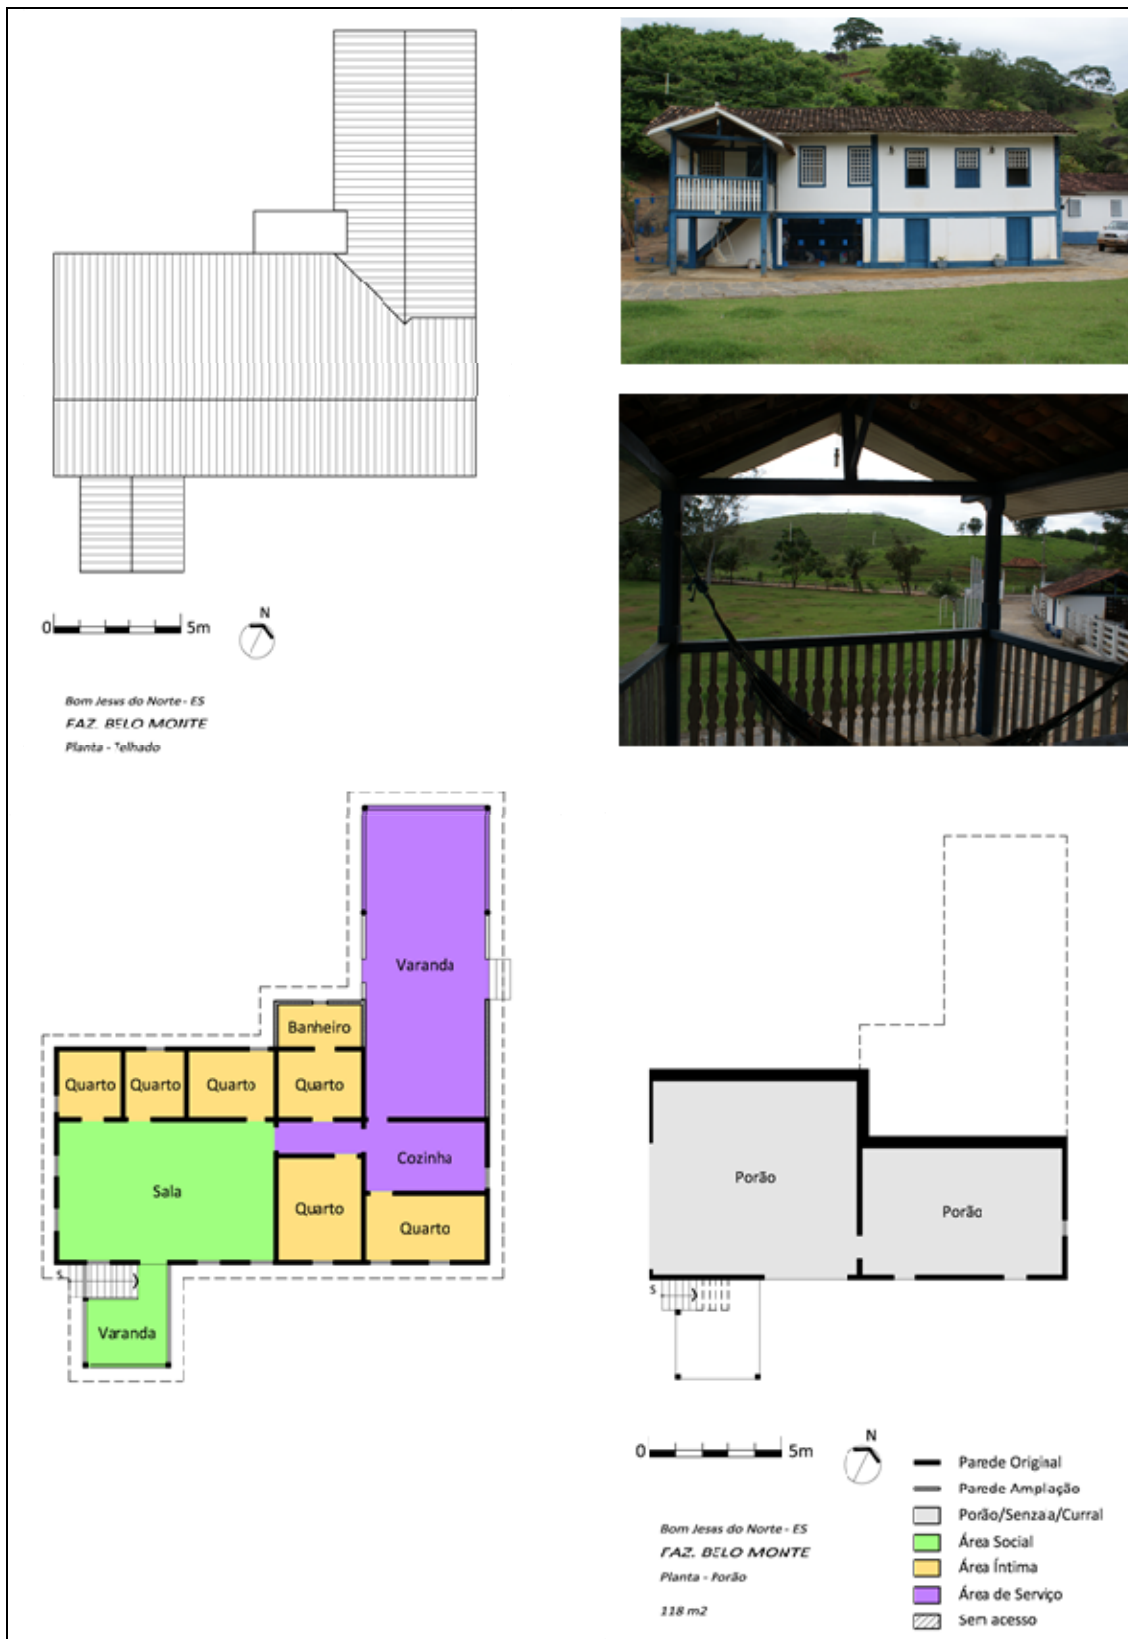 0 5m
N
Bom Jesus do Norte - ES
FAZ. BELO MONTE
Planta - Telhado
Varanda
Banheiro
Quarto Quarto Quarto Quarto
Cozinha
Sala
Quarto
Quarto
S
Varanda
Porão
Porão
S
0 5m
N
Bom Jesus do Norte - ES
FAZ. BELO MONTE
Planta - Porão
118 m2
Parede Original
Parede Ampliação
Porão/Senzala/Curral
Área Social
Área Íntima
Área de Serviço
Sem acesso